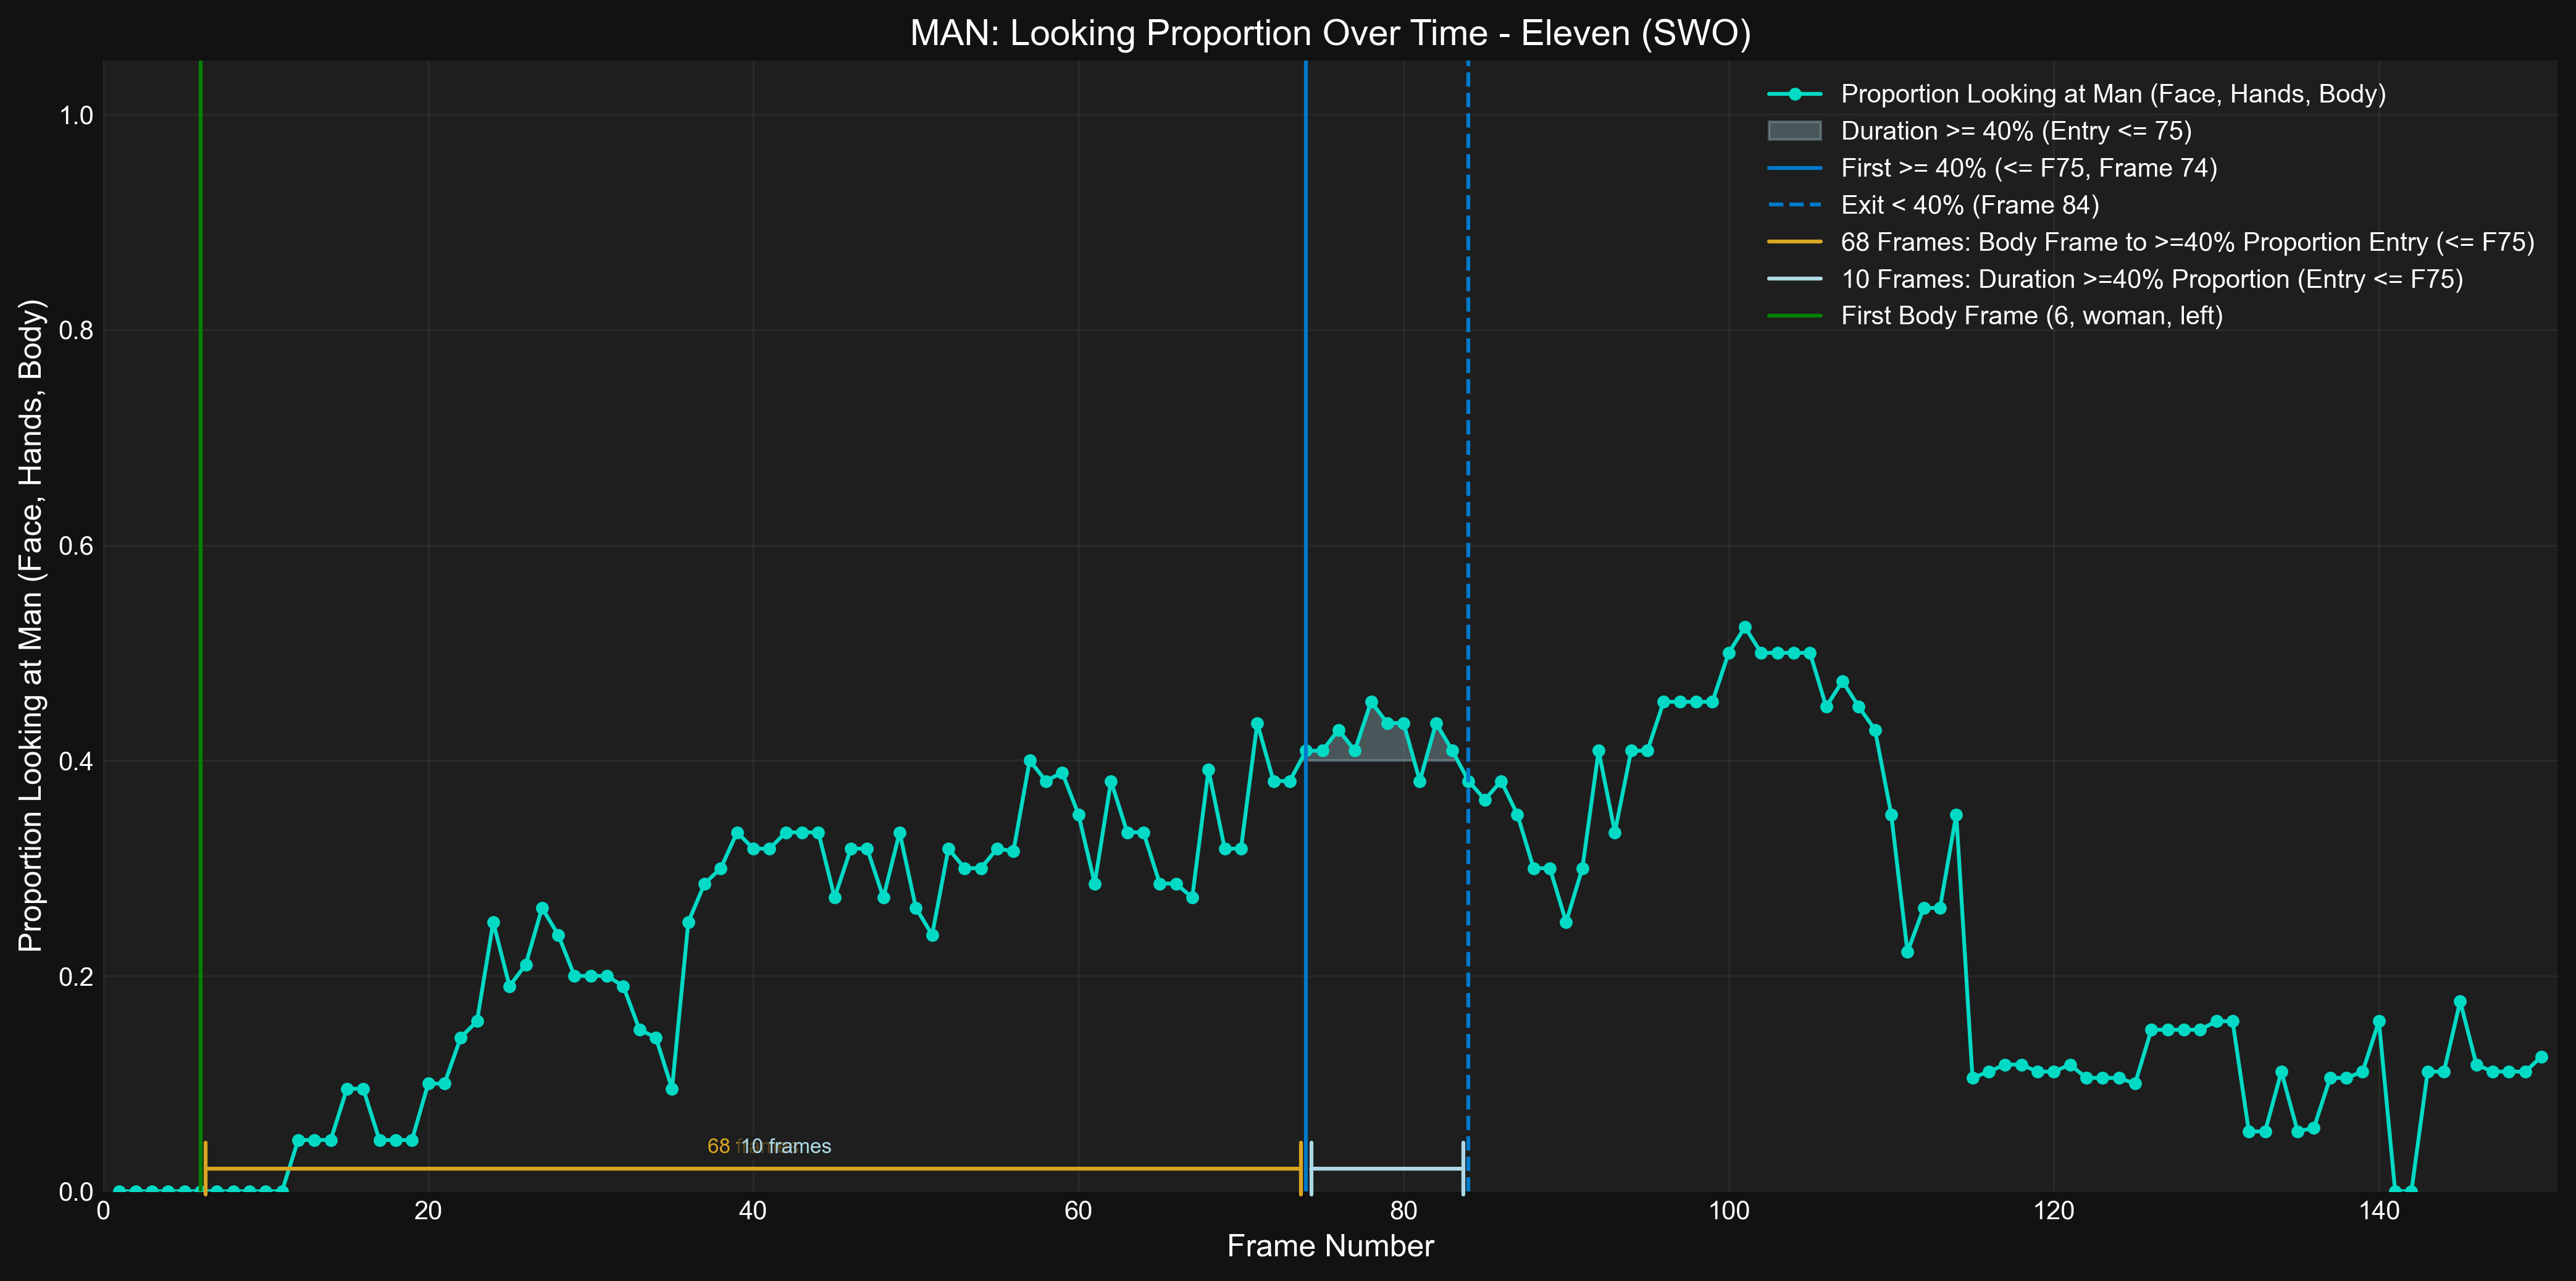 MAN: Looking Proportion Over Time - Eleven (SWO)
Proportion Looking at Man (Face, Hands, Body)
Duration >= 40% (Entry <= 75)
First >= 40% (<= F75, Frame 74)
Exit < 40% (Frame 84)
68 Frames: Body Frame to >=40% Proportion Entry (<= F75)
10 Frames: Duration >=40% Proportion (Entry <= F75)
First Body Frame (6, woman, left)
Proportion Looking at Man (Face, Hands, Body)
1.0
0.8
0.6
0.4
0.2
0.0
68 frames
10 frames
0 20 40 60 80 100 120 140
Frame Number